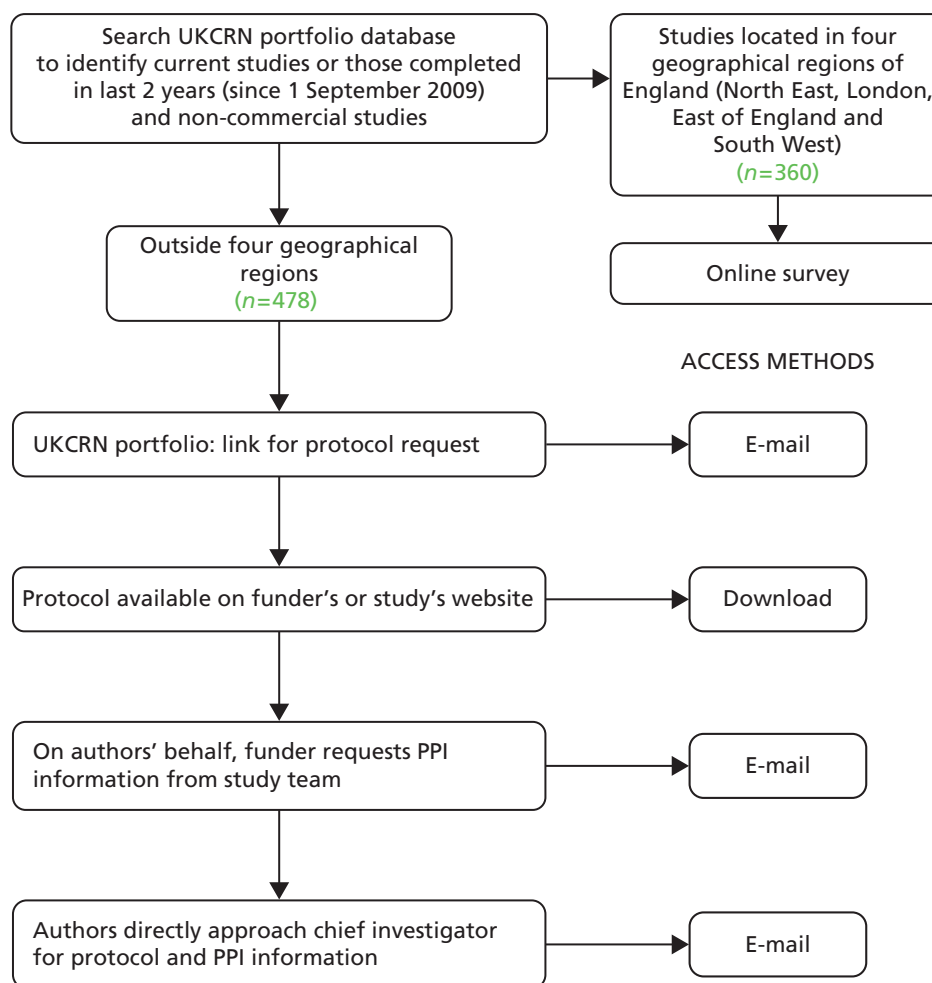 Search UKCRN portfolio database
to identify current studies or those completed
in last 2 years (since 1 September 2009)
and non-commercial studies
Studies located in four
geographical regions of
England (North East, London,
East of England and
South West)
(n=360)
Outside four geographical
regions
(n=478)
Online survey
ACCESS METHODS
UKCRN portfolio: link for protocol request
E-mail
Protocol available on funder's or study's website
Download
On authors' behalf, funder requests PPI
information from study team
E-mail
Authors directly approach chief investigator
for protocol and PPI information
E-mail